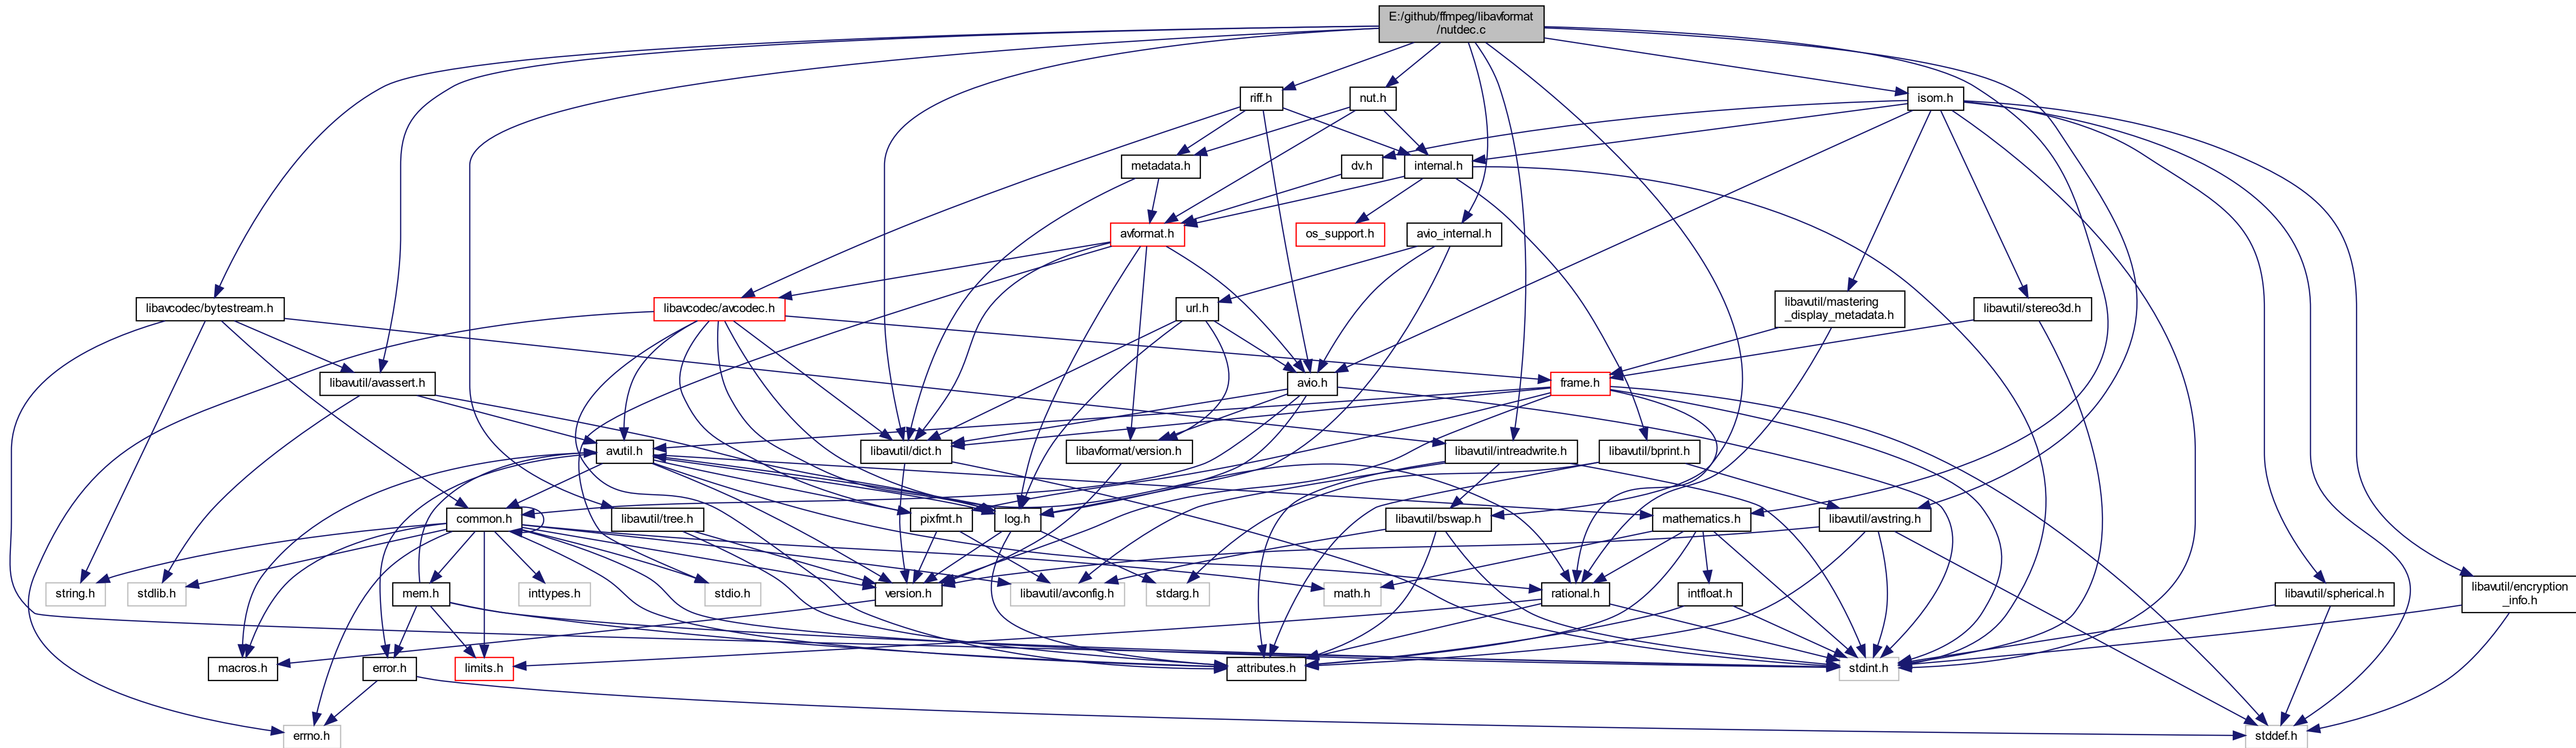 E:/github/ffmpeg/libavformat
/nutdec.c
riff.h
nut.h
isom.h
metadata.h
dv.h
internal.h
avformat.h
os_support.h
avio_internal.h
libavcodec/bytestream.h
libavcodec/avcodec.h
url.h
libavutil/mastering
_display_metadata.h
libavutil/stereo3d.h
libavutil/avassert.h
avio.h
frame.h
avutil.h
libavutil/dict.h
libavformat/version.h
libavutil/intreadwrite.h
libavutil/bprint.h
common.h
libavutil/tree.h
pixfmt.h
log.h
libavutil/bswap.h
mathematics.h
libavutil/avstring.h
string.h
stdlib.h
mem.h
inttypes.h
stdio.h
version.h
libavutil/avconfig.h
stdarg.h
math.h
rational.h
intfloat.h
libavutil/spherical.h
libavutil/encryption
_info.h
macros.h
error.h
limits.h
attributes.h
stdint.h
errno.h
stddef.h